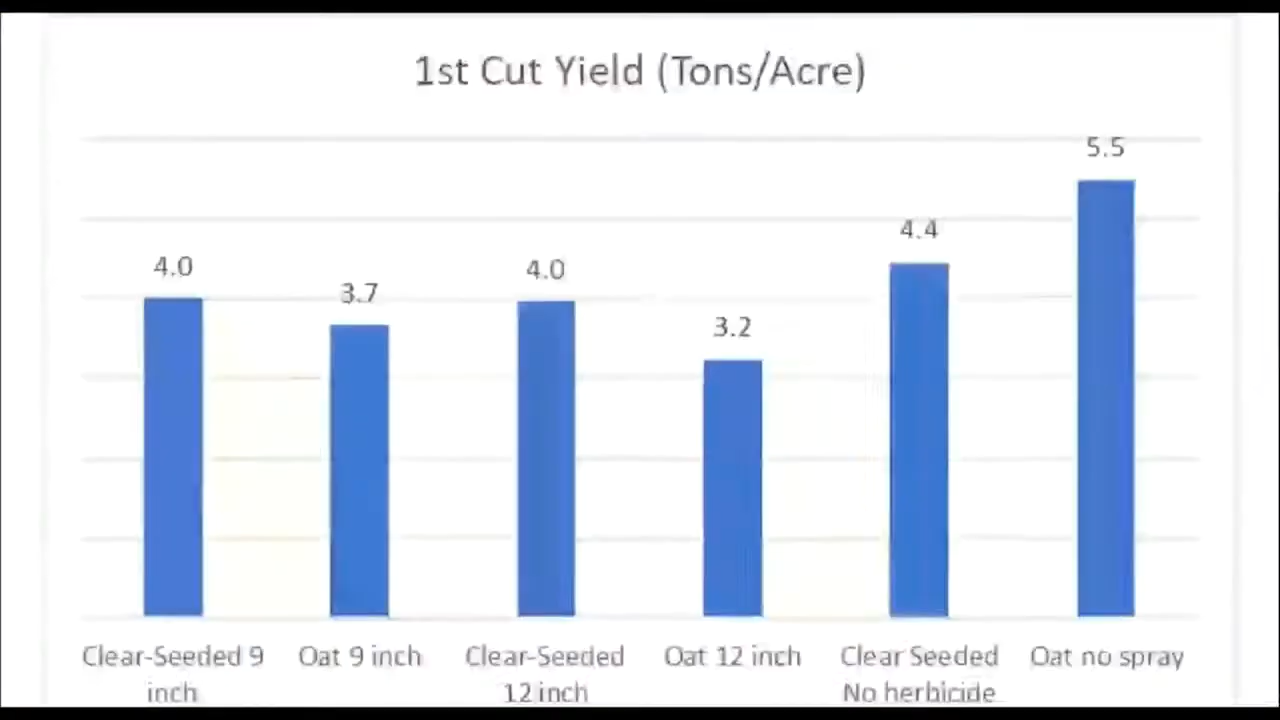 1st Cut Yield (Tons/Acre)
5.5
4.4
4.0
4.0
3.7
3.2
Clear-Seeded 9 inch
Oat 9 inch
Clear-Seeded 12 inch
Oat 12 inch
Clear Seeded No herbicide
Oat no spray